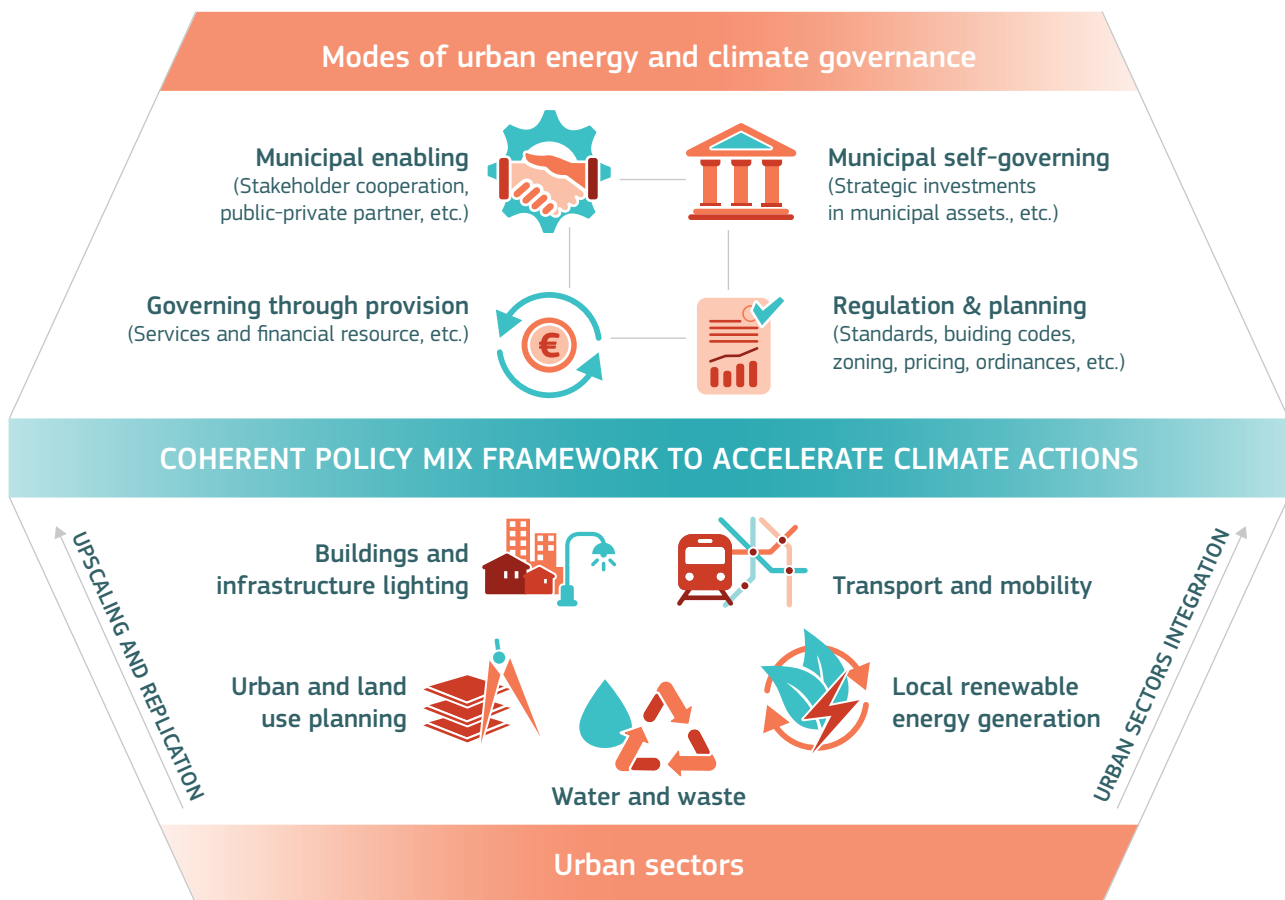 Modes of urban energy and climate governance
Municipal enabling
(Stakeholder cooperation,
public-private partner, etc.)
Municipal self-governing
(Strategic investments
in municipal assets., etc.)
Governing through provision
(Services and financial resource, etc.)
€
Regulation & planning
(Standards, buiding codes,
zoning, pricing, ordinances, etc.)
COHERENT POLICY MIX FRAMEWORK TO ACCELERATE CLIMATE ACTIONS
UPSCALING AND REPLICATION
Buildings and
infrastructure lighting
Transport and mobility
URBAN SECTORS INTEGRATION
Urban and land
use planning
Local renewable
energy generation
Water and waste
Urban sectors